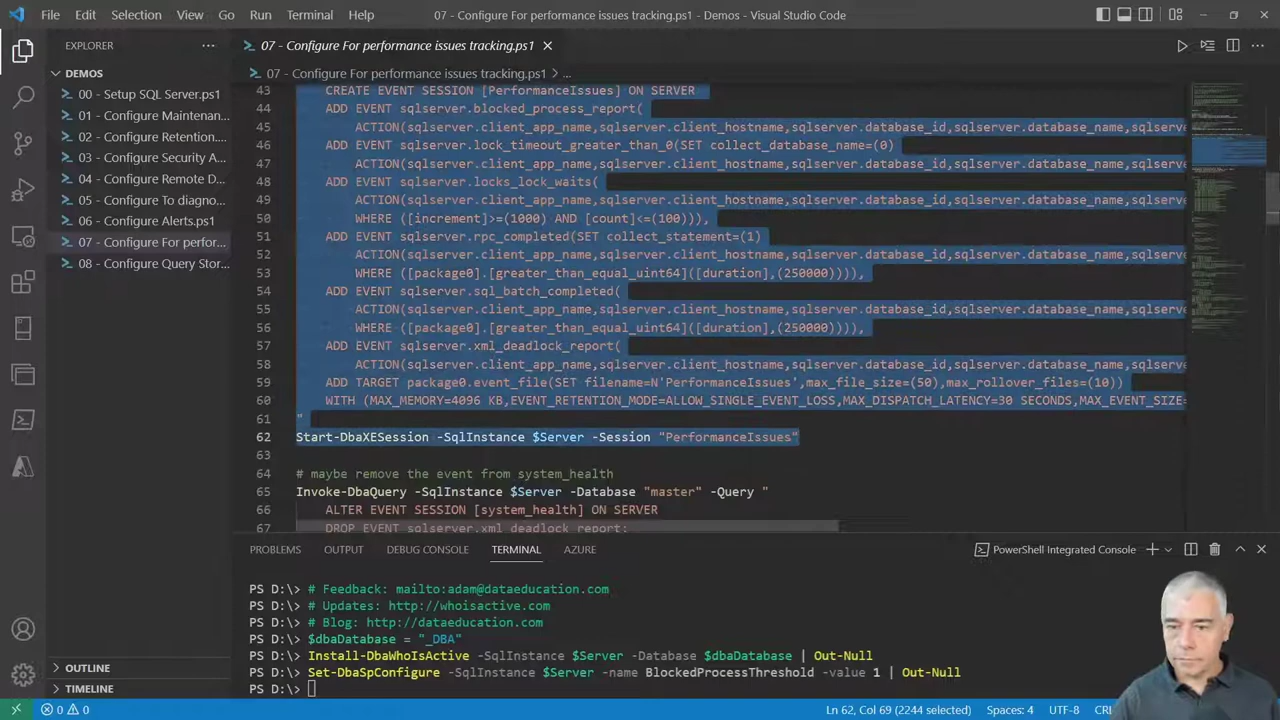 File Edit Selection View Go Run Terminal Help
07 - Configure For performance issues tracking.ps1 - Demos - Visual Studio Code
EXPLORER
07 - Configure For performance issues tracking.ps1
DEMOS
07 - Configure For performance issues tracking.ps1 > ...
00 - Setup SQL Server.ps1
01 - Configure Maintenan...
02 - Configure Retention....
03 - Configure Security A...
04 - Configure Remote D...
05 - Configure To diagno...
06 - Configure Alerts.ps1
07 - Configure For perfor...
08 - Configure Query Stor...
OUTLINE
TIMELINE
43 CREATE EVENT SESSION [PerformanceIssues] ON SERVER
44 ADD EVENT sqlserver.blocked_process_report(
45 ACTION(sqlserver.client_app_name,sqlserver.client_hostname,sqlserver.database_id,sqlserver.database_name,sqlserve
46 ADD EVENT sqlserver.lock_timeout_greater_than_0(SET collect_database_name=(0)
47 ACTION(sqlserver.client_app_name,sqlserver.client_hostname,sqlserver.database_id,sqlserver.database_name,sqlserve
48 ADD EVENT sqlserver.locks_lock_waits(
49 ACTION(sqlserver.client_app_name,sqlserver.client_hostname,sqlserver.database_id,sqlserver.database_name,sqlserve
50 WHERE ([increment]>=(1000) AND [count]<=(100))),
51 ADD EVENT sqlserver.rpc_completed(SET collect_statement=(1)
52 ACTION(sqlserver.client_app_name,sqlserver.client_hostname,sqlserver.database_id,sqlserver.database_name,sqlserve
53 WHERE ([package0].[greater_than_equal_uint64]([duration],(250000)))),
54 ADD EVENT sqlserver.sql_batch_completed(
55 ACTION(sqlserver.client_app_name,sqlserver.client_hostname,sqlserver.database_id,sqlserver.database_name,sqlserve
56 WHERE ([package0].[greater_than_equal_uint64]([duration],(250000)))),
57 ADD EVENT sqlserver.xml_deadlock_report(
58 ACTION(sqlserver.client_app_name,sqlserver.client_hostname,sqlserver.database_id,sqlserver.database_name,sqlserve
59 ADD TARGET package0.event_file(SET filename=N'PerformanceIssues',max_file_size=(50),max_rollover_files=(10))
60 WITH (MAX_MEMORY=4096 KB,EVENT_RETENTION_MODE=ALLOW_SINGLE_EVENT_LOSS,MAX_DISPATCH_LATENCY=30 SECONDS,MAX_EVENT_SIZE=
61 "
62 Start-DbaXESession -SqlInstance $Server -Session "PerformanceIssues"
63
64 # maybe remove the event from system_health
65 Invoke-DbaQuery -SqlInstance $Server -Database "master" -Query "
66 ALTER EVENT SESSION [system_health] ON SERVER
67 DROP EVENT sqlserver.xml_deadlock_report;
PROBLEMS OUTPUT DEBUG CONSOLE TERMINAL AZURE
PowerShell Integrated Console
PS D:\> # Feedback: mailto:adam@dataeducation.com
PS D:\> # Updates: http://whoisactive.com
PS D:\> # Blog: http://dataeducation.com
PS D:\> $dbaDatabase = "_DBA"
PS D:\> Install-DbaWhoIsActive -SqlInstance $Server -Database $dbaDatabase | Out-Null
PS D:\> Set-DbaSpConfigure -SqlInstance $Server -name BlockedProcessThreshold -value 1 | Out-Null
PS D:\>
0 0
Ln 62, Col 69 (2244 selected) Spaces: 4 UTF-8